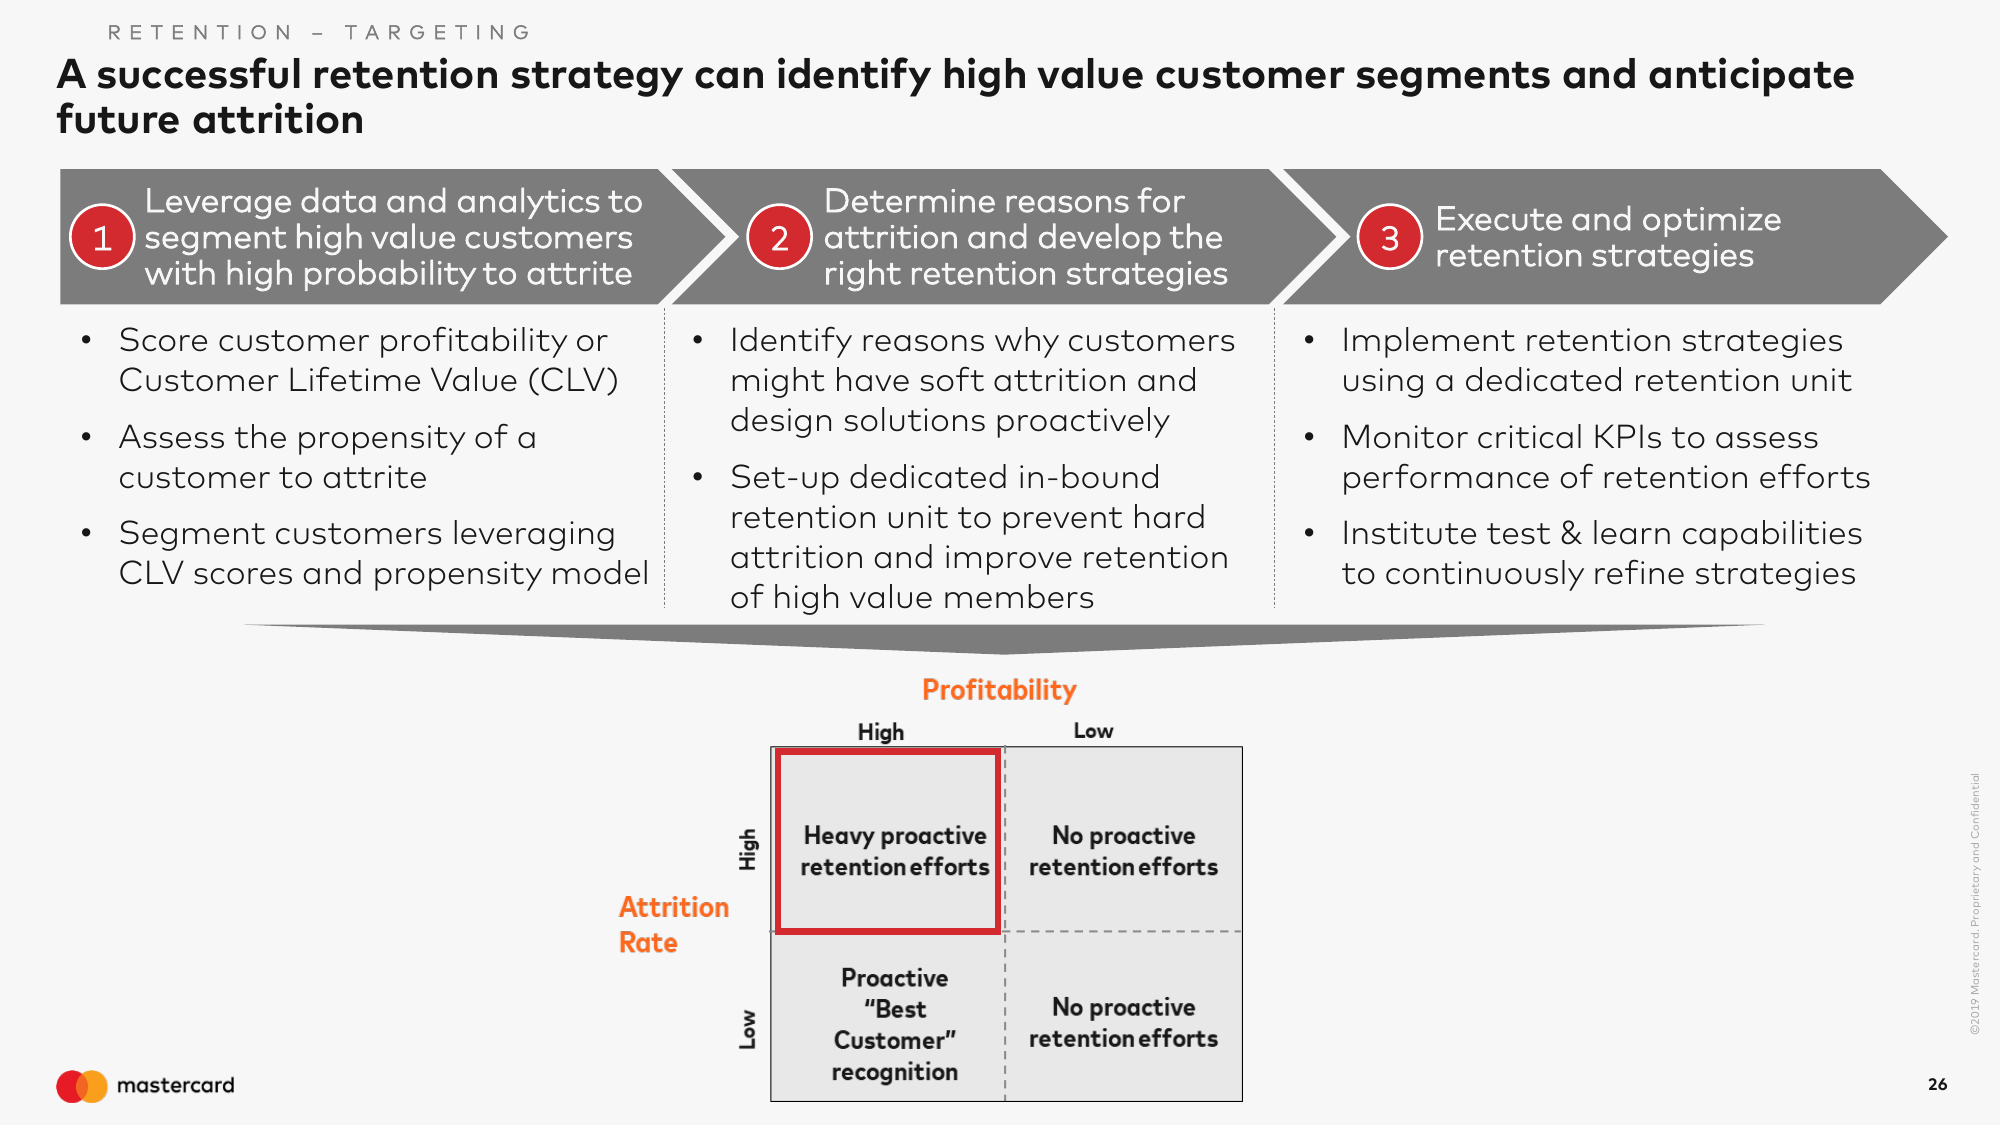 RETENTION – TARGETING
A successful retention strategy can identify high value customer segments and anticipate
future attrition
1
Leverage data and analytics to
segment high value customers
with high probability to attrite
2
Determine reasons for
attrition and develop the
right retention strategies
3
Execute and optimize
retention strategies
• Score customer profitability or
Customer Lifetime Value (CLV)
• Assess the propensity of a
customer to attrite
• Segment customers leveraging
CLV scores and propensity model
• Identify reasons why customers
might have soft attrition and
design solutions proactively
• Set-up dedicated in-bound
retention unit to prevent hard
attrition and improve retention
of high value members
• Implement retention strategies
using a dedicated retention unit
• Monitor critical KPIs to assess
performance of retention efforts
• Institute test & learn capabilities
to continuously refine strategies
Profitability
High
Low
Attrition
Rate
High
Low
Heavy proactive
retention efforts
No proactive
retention efforts
Proactive
“Best
Customer”
recognition
No proactive
retention efforts
©2019 Mastercard. Proprietary and Confidential
mastercard
26